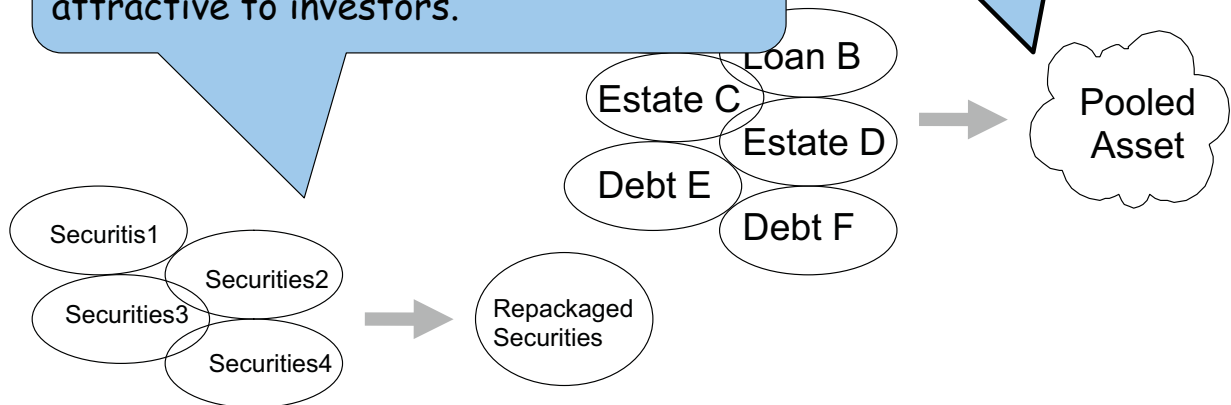 attractive to investors.
Loan B
Estate C
Estate D
Debt E
Debt F
Pooled
Asset
Securitis1
Securities2
Securities3
Securities4
Repackaged
Securities